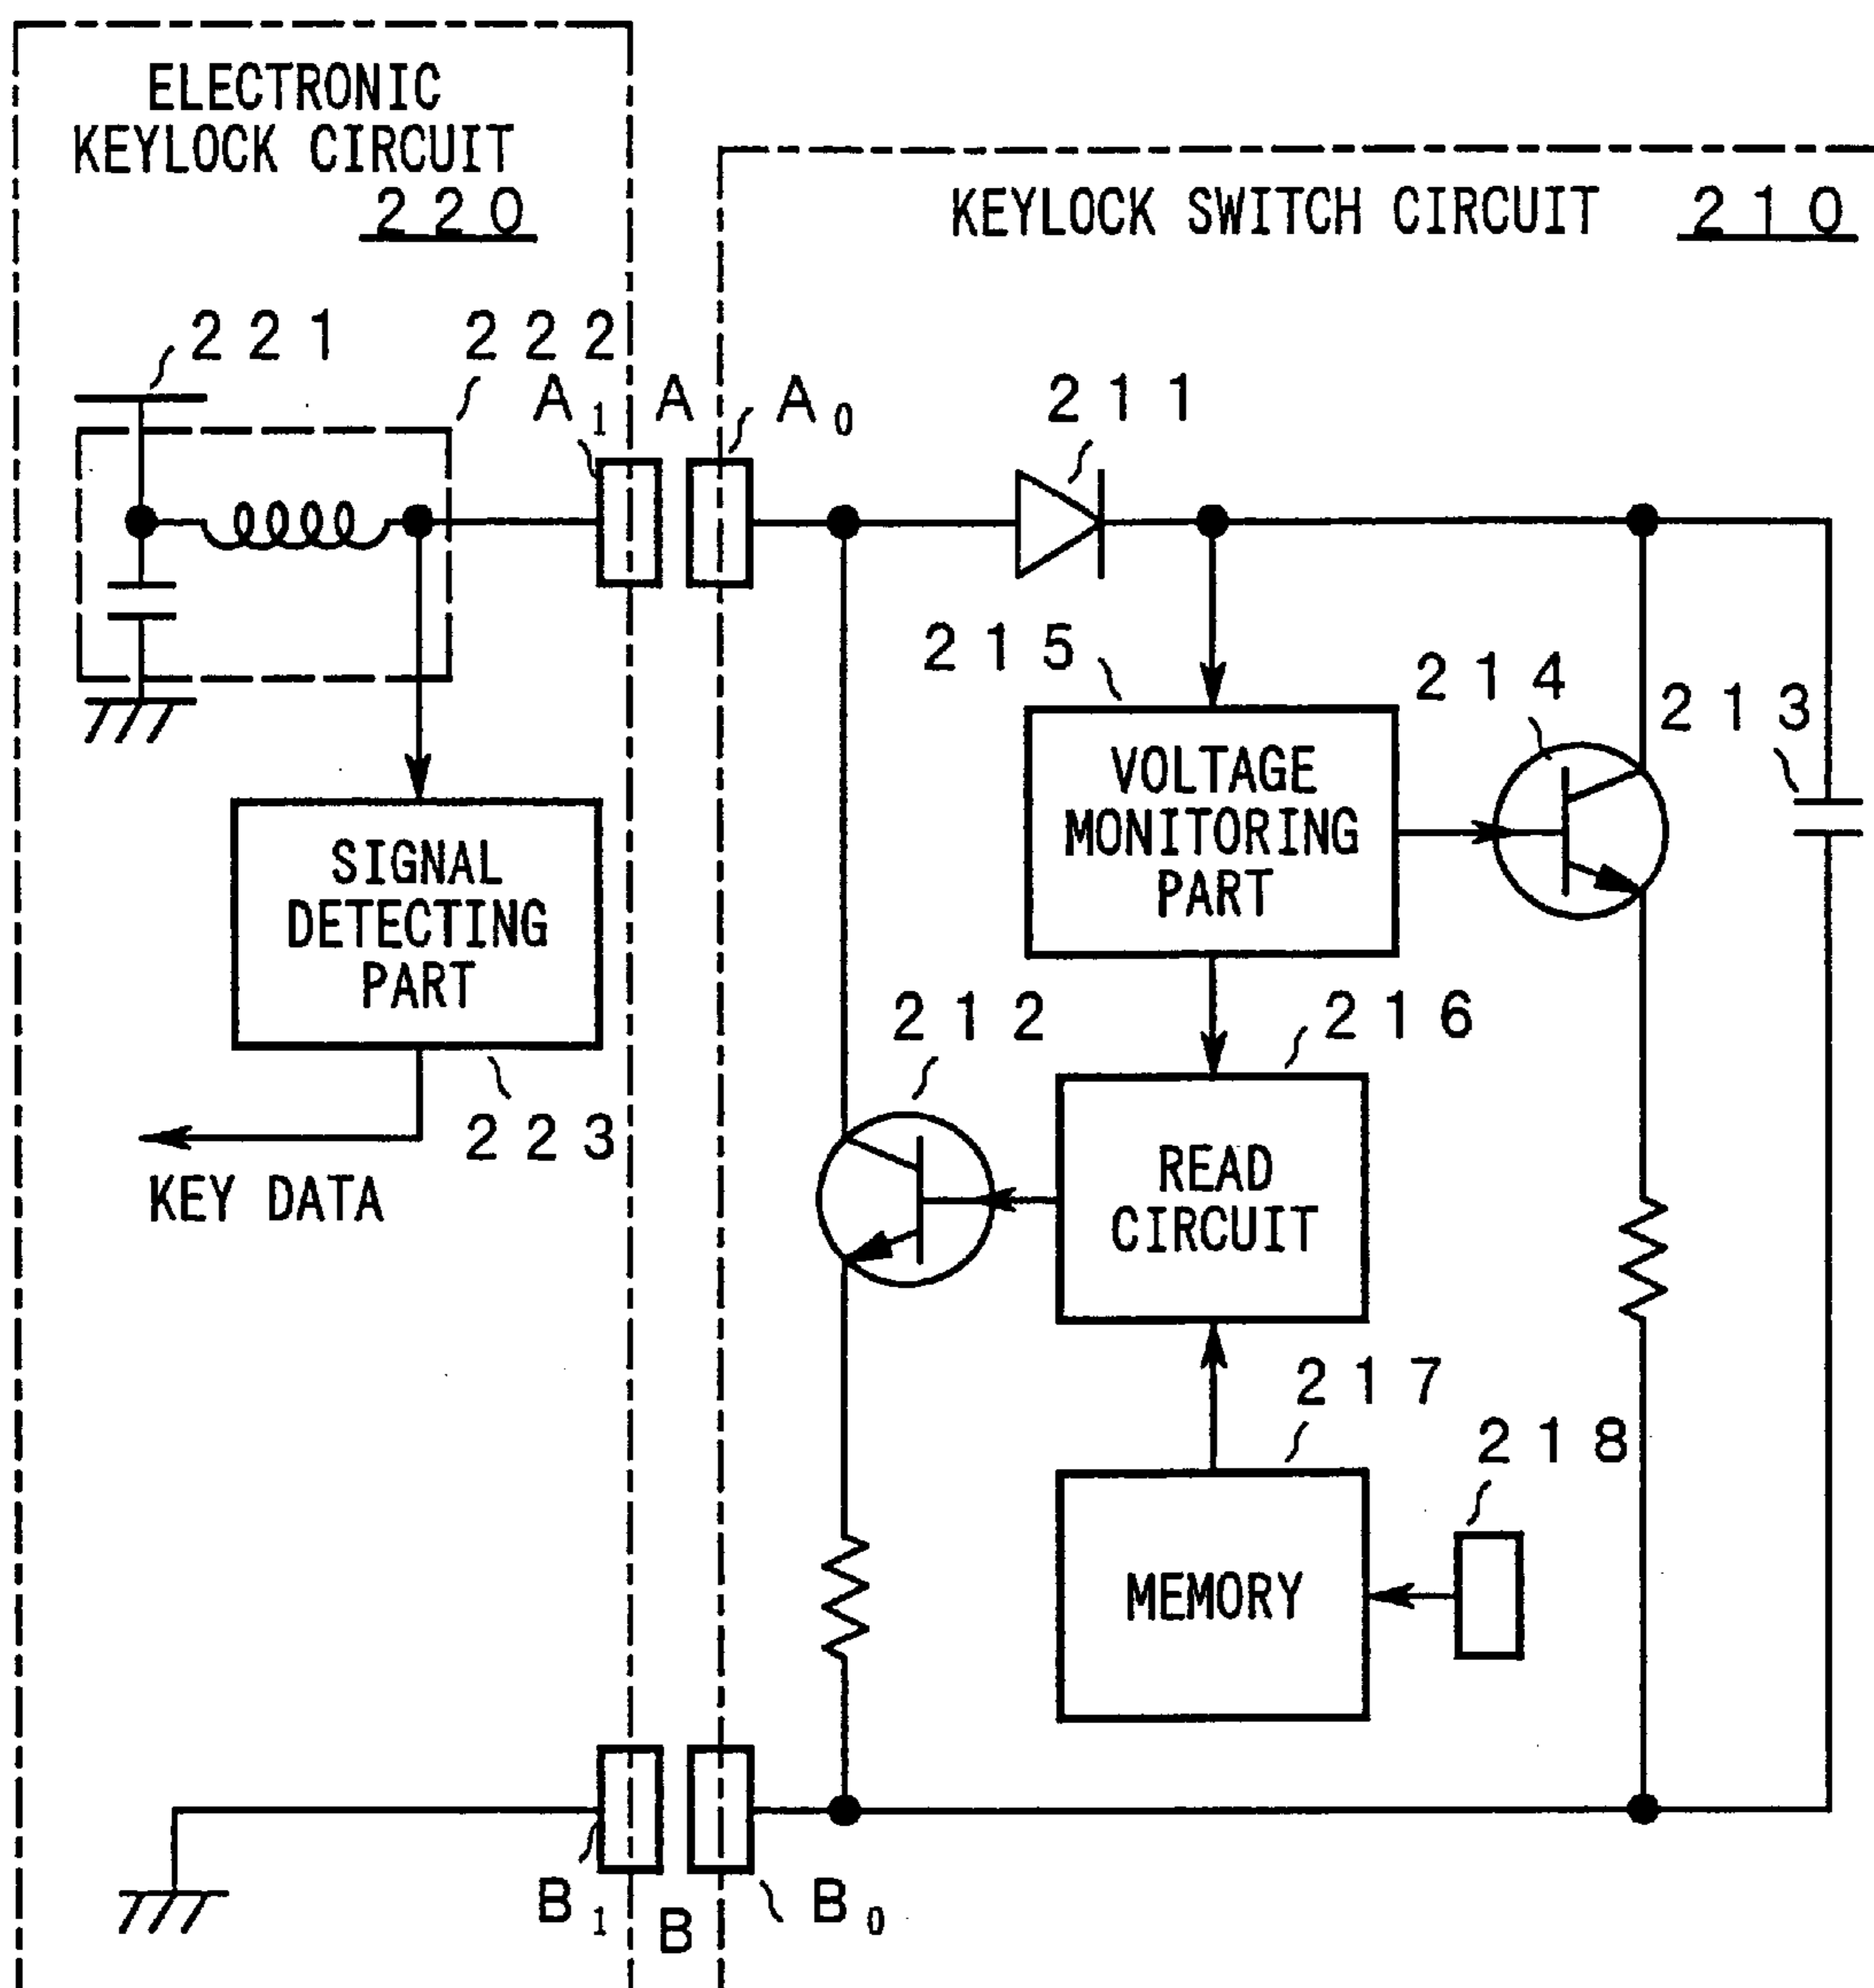 ELECTRONIC
KEYLOCK CIRCUIT
220
KEYLOCK SWITCH CIRCUIT 210
221
222
A1
A
A0
211
215
214
213
VOLTAGE
MONITORING
PART
SIGNAL
DETECTING
PART
212
216
223
READ
CIRCUIT
KEY DATA
217
218
MEMORY
B1
B
B0